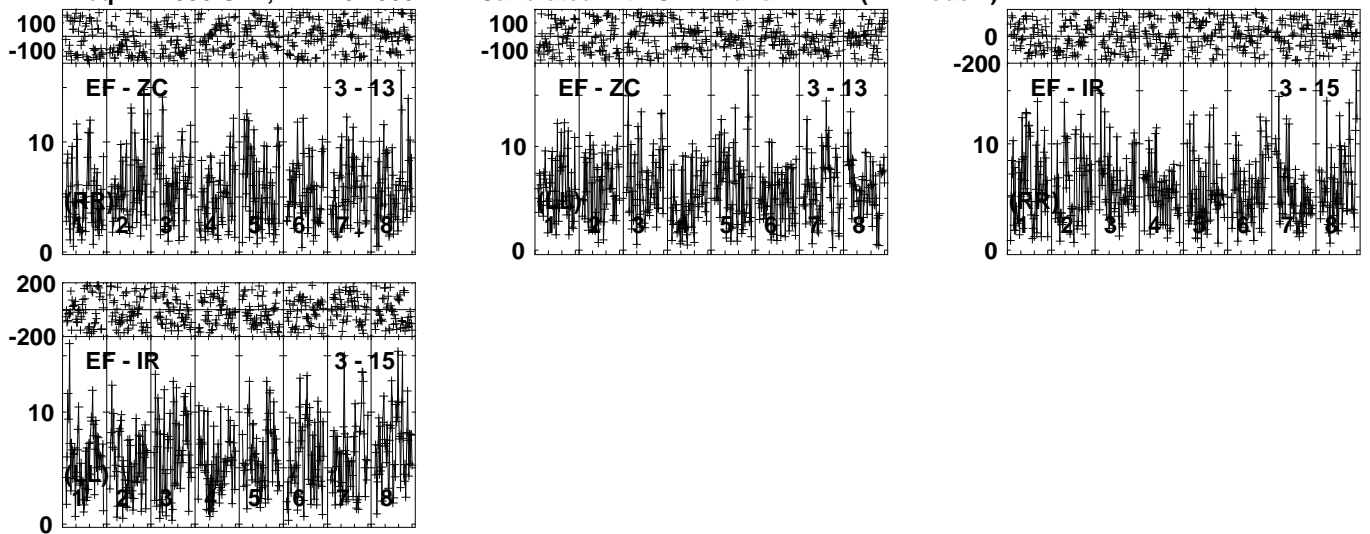 100 100 0
-100 -100 -200
EF - ZC 3 - 13 EF - ZC 3 - 13 EF - IR 3 - 15
10 10 10
(RR) (LL) (RR)
1 2 3 4 5 6 7 8 1 2 3 4 5 6 7 8 1 2 3 4 5 6 7 8
0 0 0
200
-200
EF - IR 3 - 15
10
(LL)
1 2 3 4 5 6 7 8
0